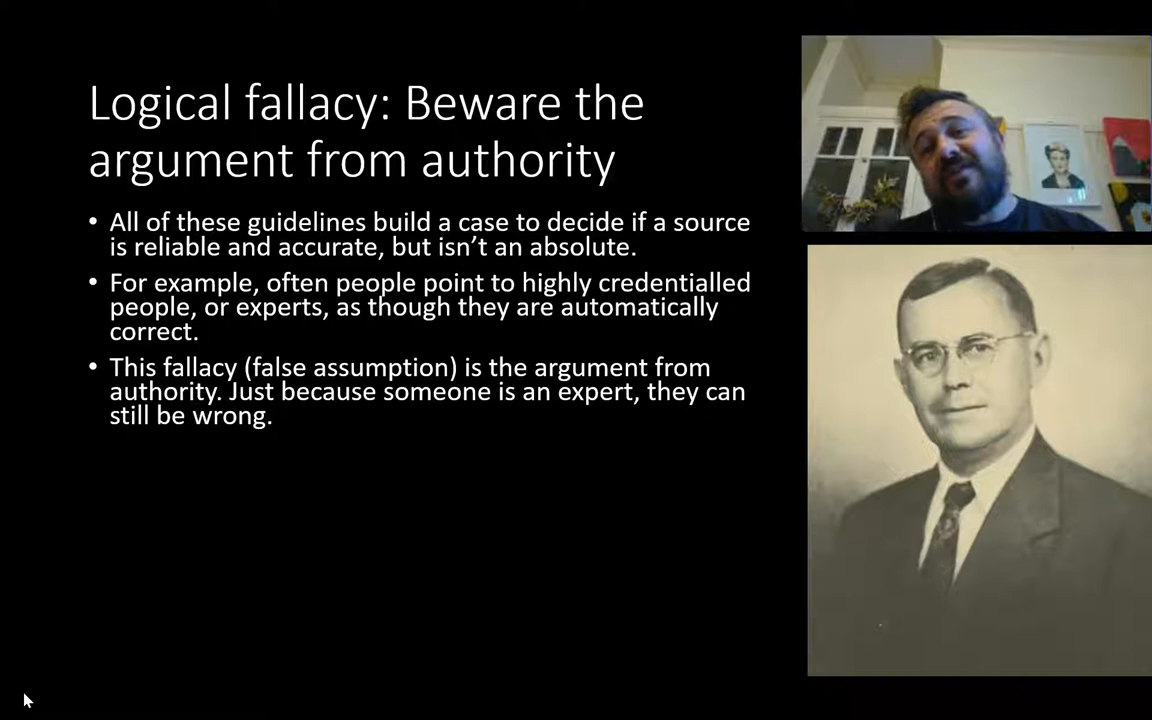 Logical fallacy: Beware the
argument from authority
• All of these guidelines build a case to decide if a source
is reliable and accurate, but isn’t an absolute.
• For example, often people point to highly credentialled
people, or experts, as though they are automatically
correct.
• This fallacy (false assumption) is the argument from
authority. Just because someone is an expert, they can
still be wrong.